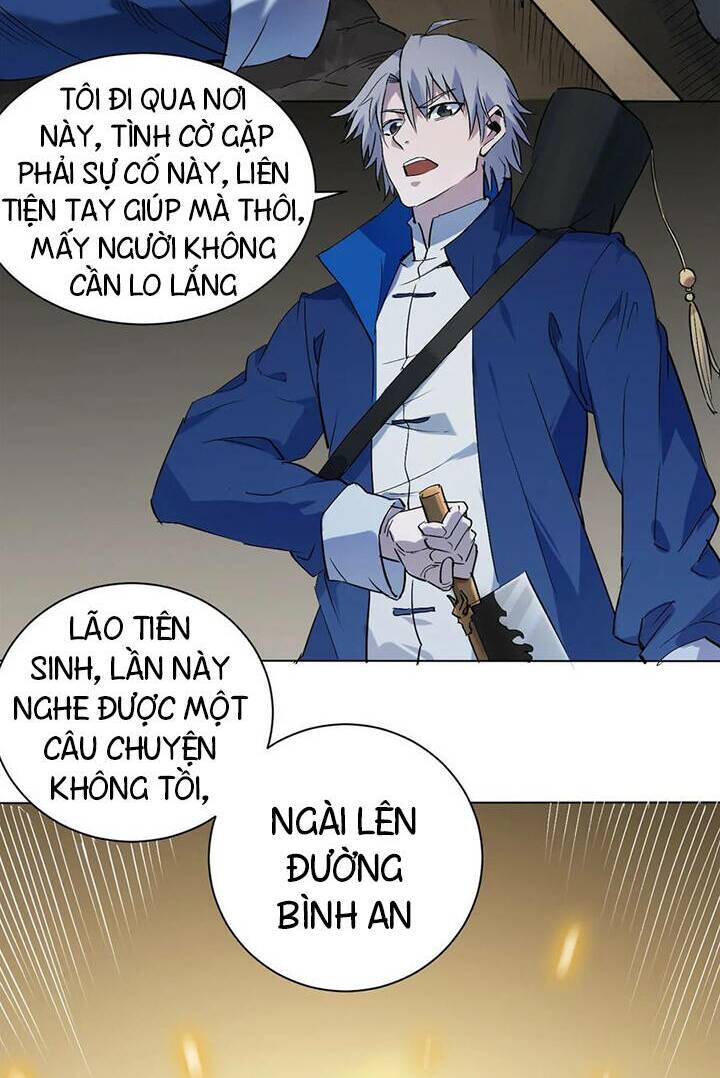 TÔI ĐI QUA NƠI
NÀY, TÌNH CỜ GẶP
PHẢI SỰ CỐ NÀY, LIÊN
TIỆN TAY GIÚP MÀ THÔI,
MẤY NGƯỜI KHÔNG
CẦN LO LẮNG
LÃO TIÊN
SINH, LẦN NÀY
NGHE ĐƯỢC MỘT
CÂU CHUYỆN
KHÔNG TỒI,
NGÀI LÊN
ĐƯỜNG
BÌNH AN